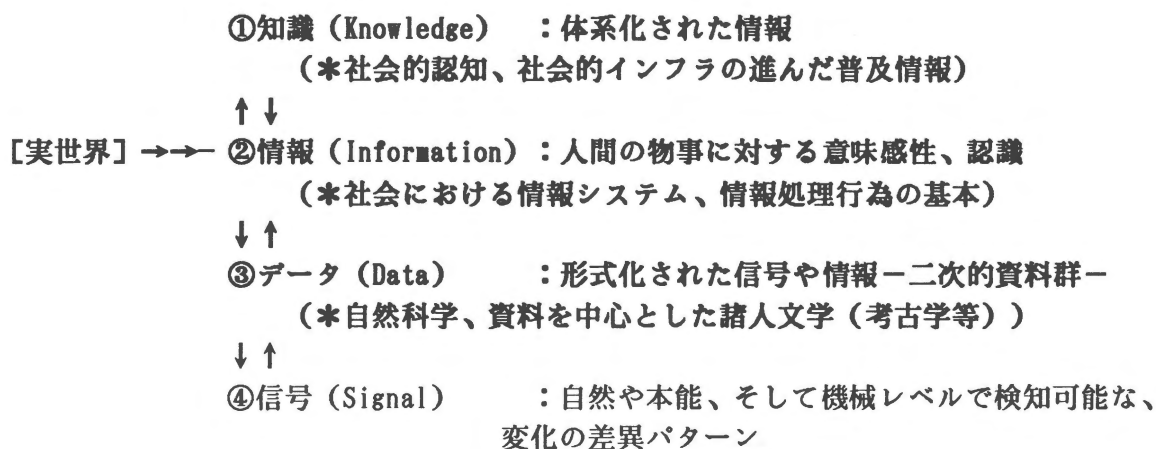 ①知識（Knowledge）　：体系化された情報
（＊社会的認知、社会的インフラの進んだ普及情報）
↑↓
[実世界] →→− ②情報（Information）：人間の物事に対する意味感性、認識
（＊社会における情報システム、情報処理行為の基本）
↓↑
③データ（Data）　　：形式化された信号や情報−二次的資料群−
（＊自然科学、資料を中心とした諸人文学（考古学等））
↓↑
④信号（Signal）　　：自然や本能、そして機械レベルで検知可能な、
変化の差異パターン